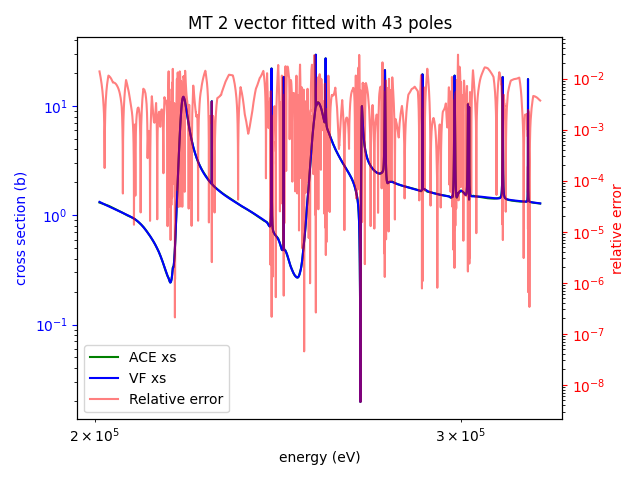 MT 2 vector fitted with 43 poles
cross section (b)
10¹
10⁰
10⁻¹
10⁻²
10⁻³
10⁻⁴
10⁻⁵
10⁻⁶
10⁻⁷
10⁻⁸
relative error
ACE xs
VF xs
Relative error
2 × 10⁵
3 × 10⁵
energy (eV)